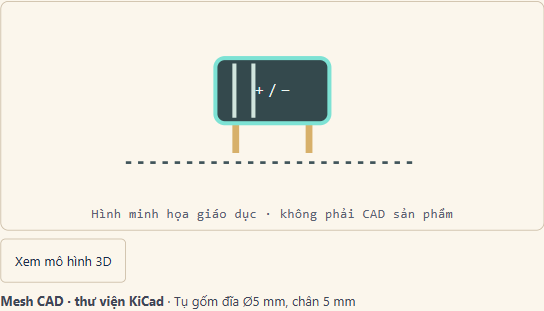 + / −
Hình minh họa giáo dục · không phải CAD sản phẩm
Xem mô hình 3D
Mesh CAD · thư viện KiCad · Tụ gốm đĩa Ø5 mm, chân 5 mm